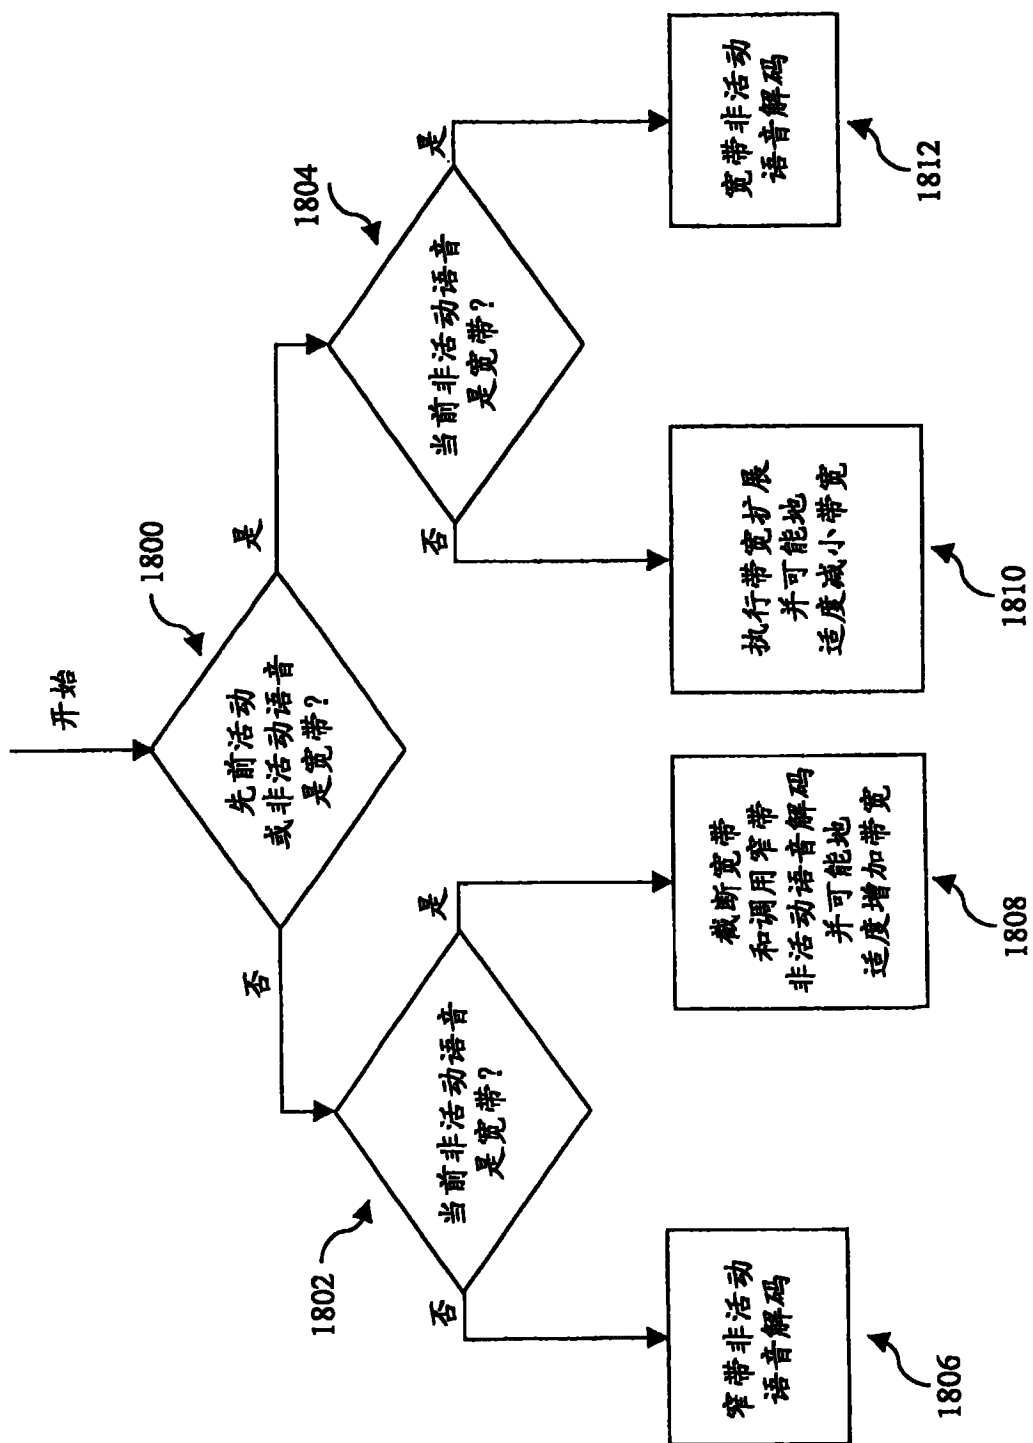 开始
1800
先前活动
或非活动语音
是宽带?
否
是
1802
当前非活动语音
是宽带?
否
是
1804
当前非活动语音
是宽带?
否
是
窄带非活动
语音解码
1806
截断宽带
和调用窄带
非活动语音解码
并可能地
适度增加带宽
1808
执行带宽扩展
并可能地
适度减小带宽
1810
宽带非活动
语音解码
1812